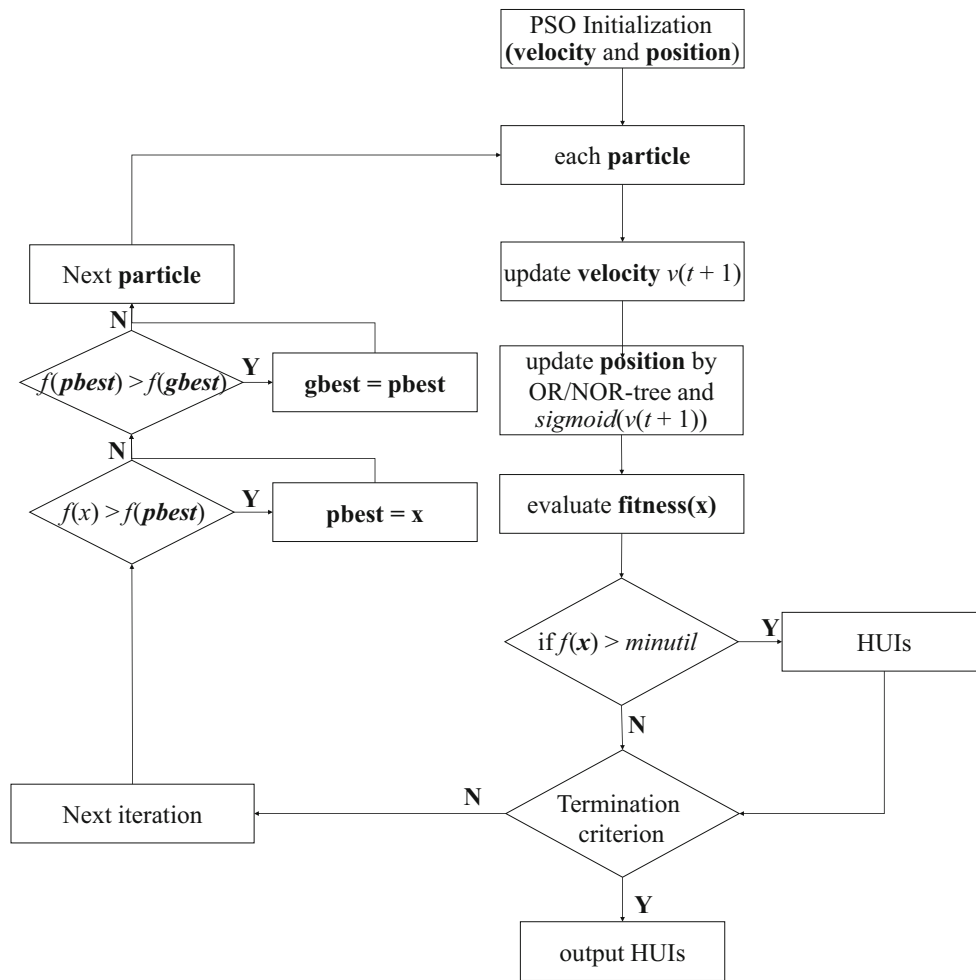 PSO Initialization
(velocity and position)
each particle
update velocity v(t + 1)
update position by
OR/NOR-tree and
sigmoid(v(t + 1))
evaluate fitness(x)
if f(x) > minutil
Y
HUIs
N
Termination
criterion
N
Next iteration
Y
output HUIs
f(x) > f(pbest)
Y
pbest = x
N
f(pbest) > f(gbest)
Y
gbest = pbest
N
Next particle